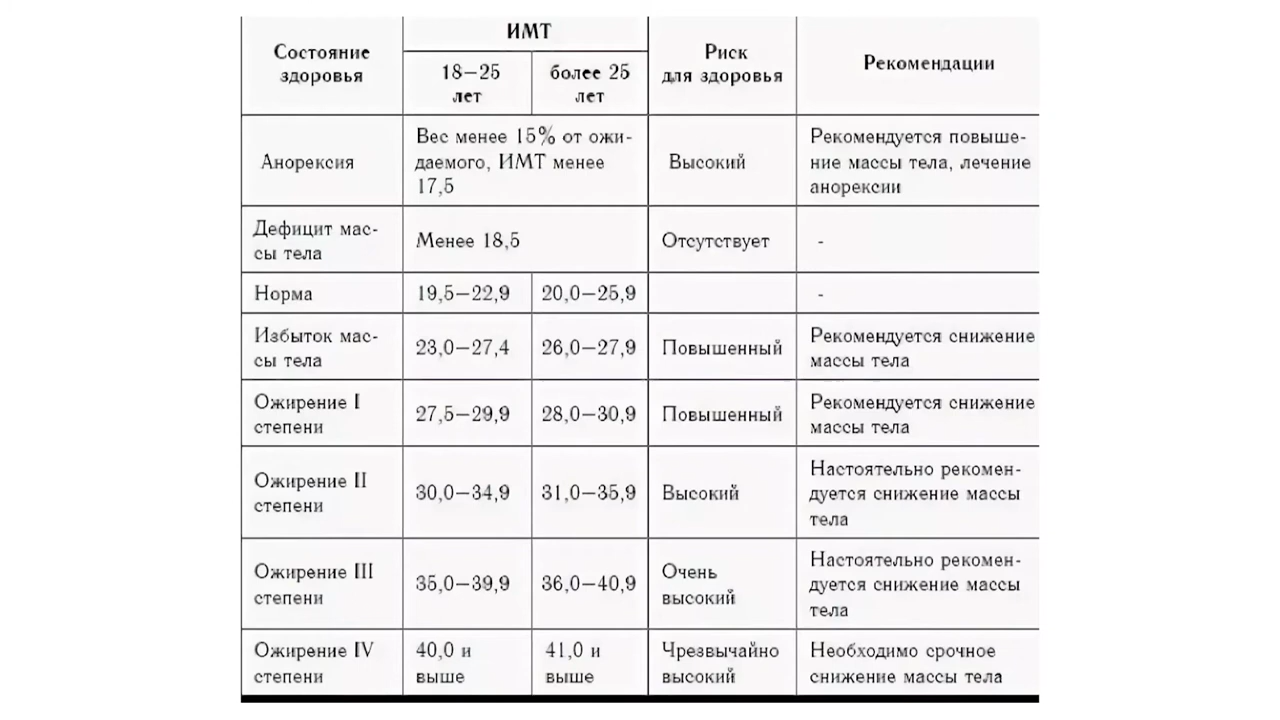 Состояние
здоровья
ИМТ
18—25
лет
более 25
лет
Риск
для здоровья
Рекомендации
Анорексия
Вес менее 15% от ожи-
даемого, ИМТ менее
17,5
Высокий
Рекомендуется повыше-
ние массы тела, лечение
анорексии
Дефицит мас-
сы тела
Менее 18,5
Отсутствует
-
Норма
19,5—22,9
20,0—25,9
-
Избыток мас-
сы тела
23,0—27,4
26,0—27,9
Повышенный
Рекомендуется снижение
массы тела
Ожирение I
степени
27,5—29,9
28,0—30,9
Повышенный
Рекомендуется снижение
массы тела
Ожирение II
степени
30,0—34,9
31,0—35,9
Высокий
Настоятельно рекомен-
дуется снижение массы
тела
Ожирение III
степени
35,0—39,9
36,0—40,9
Очень
высокий
Настоятельно рекомен-
дуется снижение массы
тела
Ожирение IV
степени
40,0 и
выше
41,0 и
выше
Чрезвычайно
высокий
Необходимо срочное
снижение массы тела